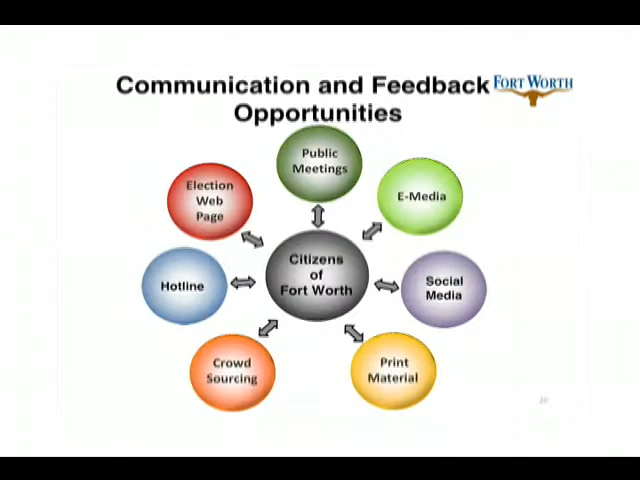 Communication and Feedback
Opportunities
FORT WORTH
Public
Meetings
E-Media
Social
Media
Print
Material
Crowd
Sourcing
Hotline
Election
Web
Page
Citizens
of
Fort Worth
20